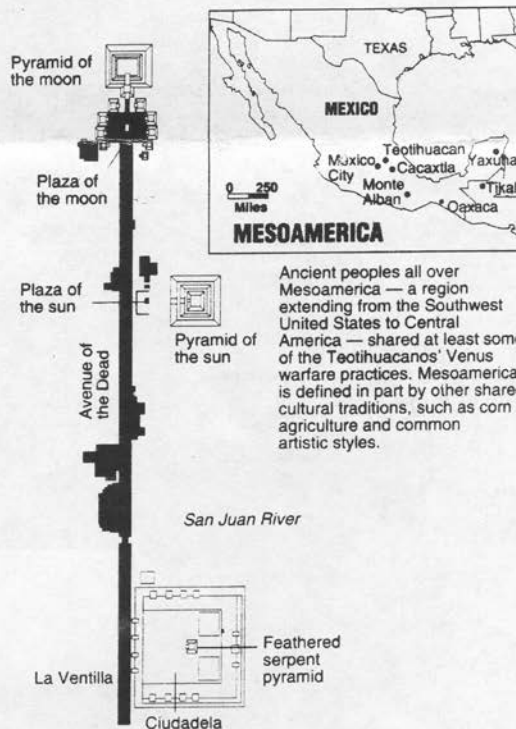 Pyramid of
the moon
Plaza of
the moon
Plaza of
the sun
Pyramid of
the sun
Avenue of
the Dead
San Juan River
Feathered
serpent
pyramid
La Ventilla
Ciudadela
TEXAS
MEXICO
Teotihuacan
Mexico
City
Cacaxtla
Yaxuna
Monte
Alban
Tikal
Oaxaca
0 250
Miles
MESOAMERICA
Ancient peoples all over
Mesoamerica — a region
extending from the Southwest
United States to Central
America — shared at least some
of the Teotihuacanos' Venus
warfare practices. Mesoamerica
is defined in part by other share
cultural traditions, such as corn
agriculture and common
artistic styles.